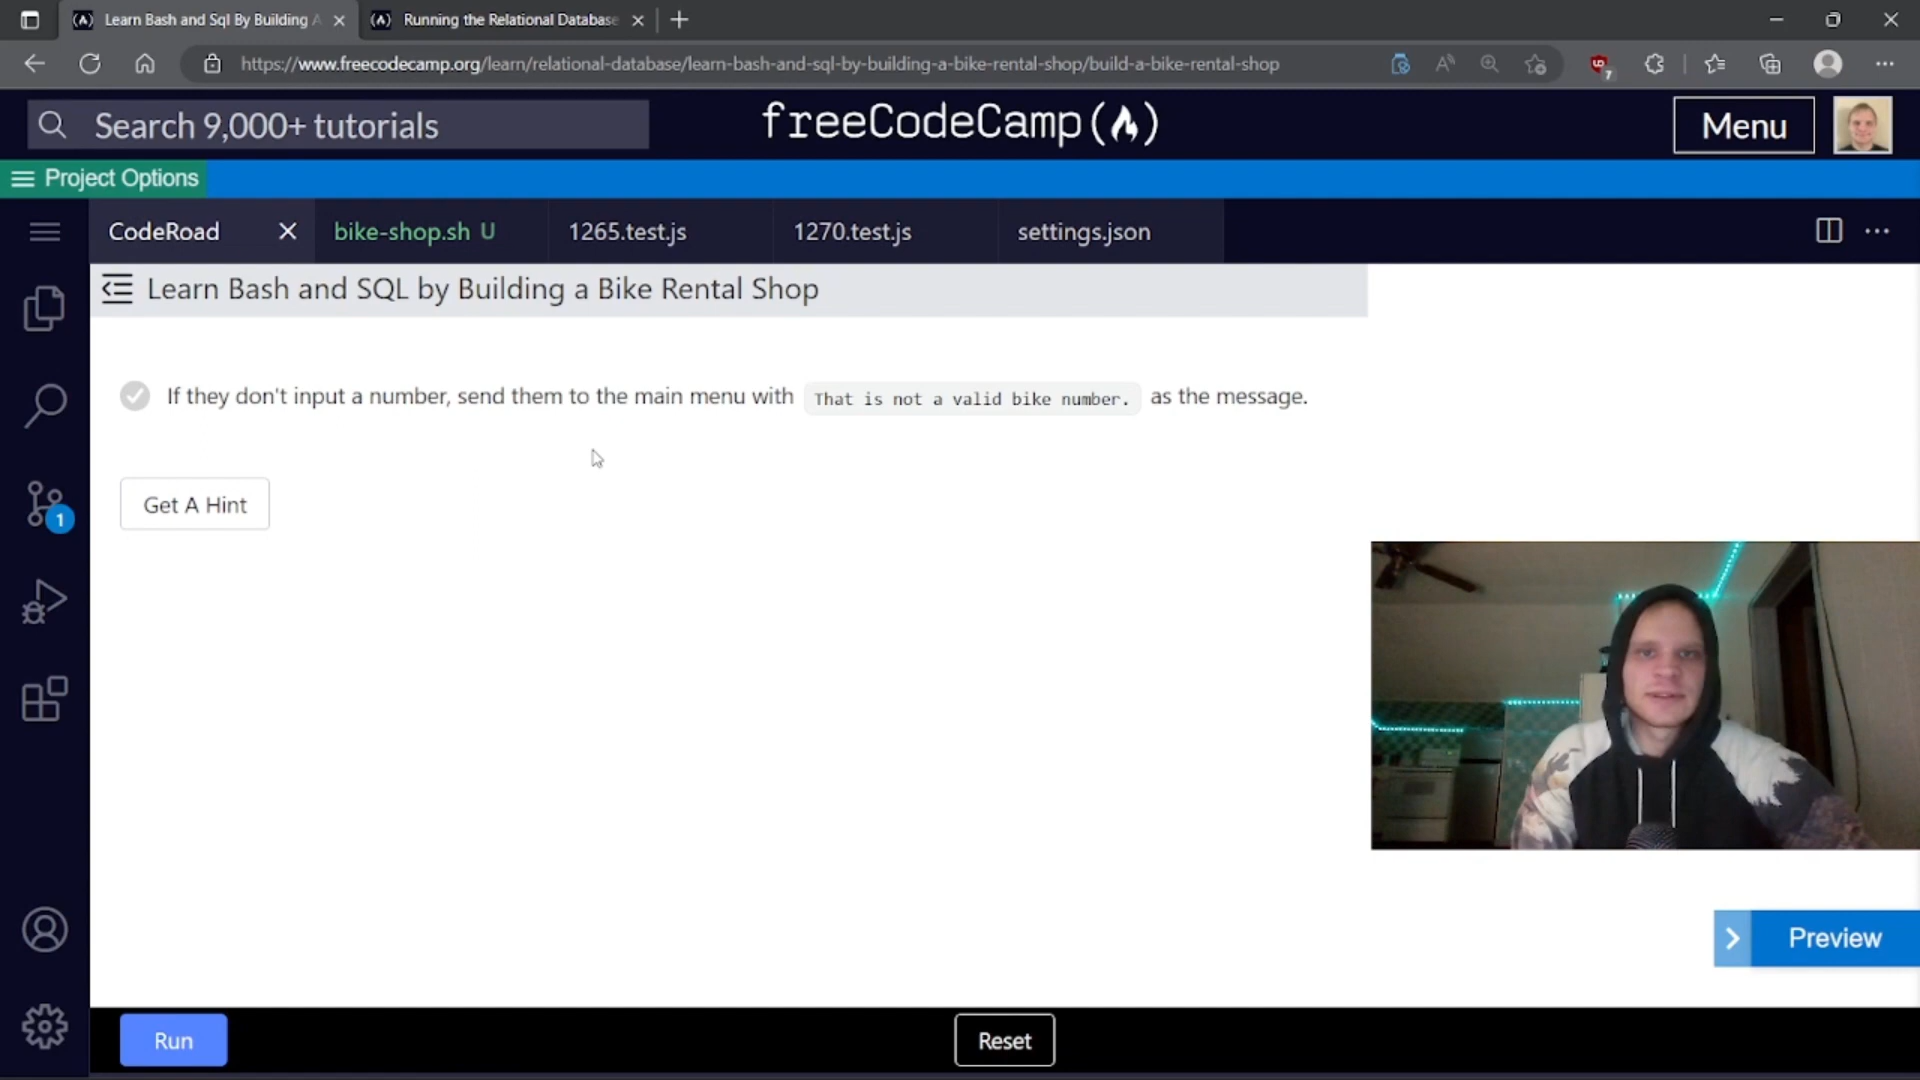 Learn Bash and Sql By Building A
Running the Relational Database
https://www.freecodecamp.org/learn/relational-database/learn-bash-and-sql-by-building-a-bike-rental-shop/build-a-bike-rental-shop
7
Search 9,000+ tutorials
freeCodeCamp
Menu
Project Options
CodeRoad
bike-shop.sh U
1265.test.js
1270.test.js
settings.json
Learn Bash and SQL by Building a Bike Rental Shop
If they don't input a number, send them to the main menu with That is not a valid bike number. as the message.
Get A Hint
1
Preview
Run
Reset